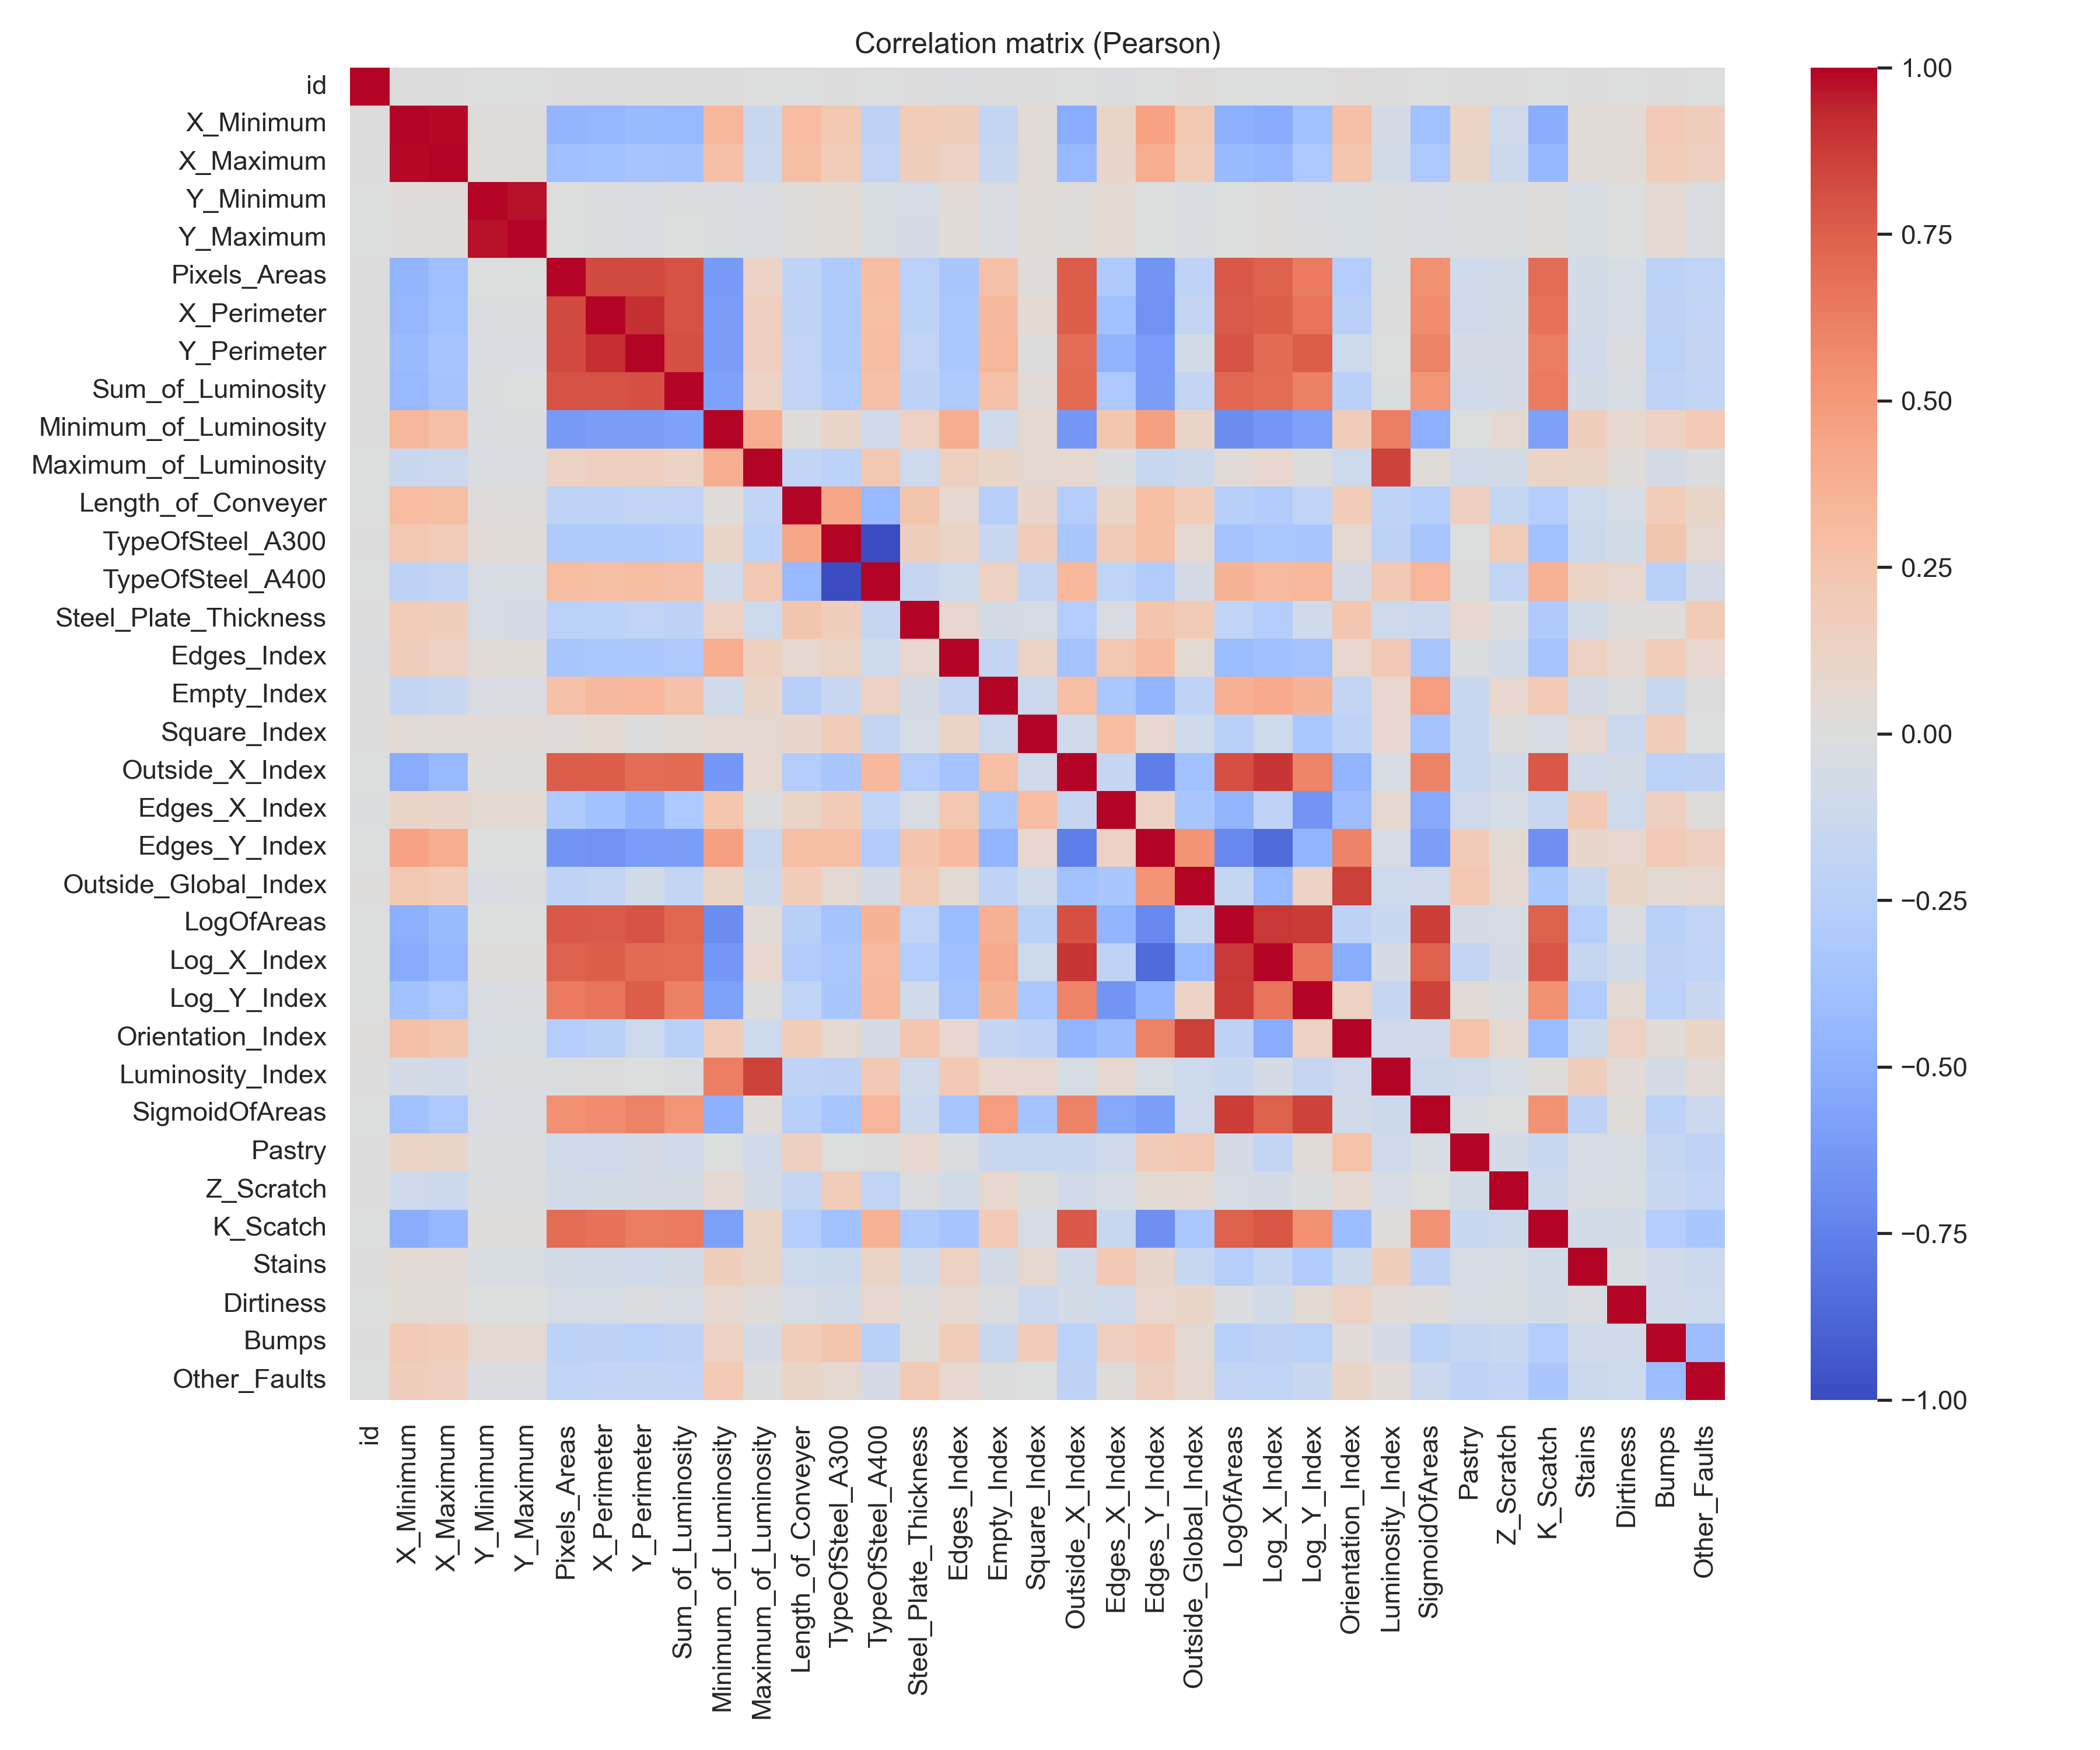 Correlation matrix (Pearson)
id
X_Minimum
X_Maximum
Y_Minimum
Y_Maximum
Pixels_Areas
X_Perimeter
Y_Perimeter
Sum_of_Luminosity
Minimum_of_Luminosity
Maximum_of_Luminosity
Length_of_Conveyer
TypeOfSteel_A300
TypeOfSteel_A400
Steel_Plate_Thickness
Edges_Index
Empty_Index
Square_Index
Outside_X_Index
Edges_X_Index
Edges_Y_Index
Outside_Global_Index
LogOfAreas
Log_X_Index
Log_Y_Index
Orientation_Index
Luminosity_Index
SigmoidOfAreas
Pastry
Z_Scratch
K_Scatch
Stains
Dirtiness
Bumps
Other_Faults
id
X_Minimum
X_Maximum
Y_Minimum
Y_Maximum
Pixels_Areas
X_Perimeter
Y_Perimeter
Sum_of_Luminosity
Minimum_of_Luminosity
Maximum_of_Luminosity
Length_of_Conveyer
TypeOfSteel_A300
TypeOfSteel_A400
Steel_Plate_Thickness
Edges_Index
Empty_Index
Square_Index
Outside_X_Index
Edges_X_Index
Edges_Y_Index
Outside_Global_Index
LogOfAreas
Log_X_Index
Log_Y_Index
Orientation_Index
Luminosity_Index
SigmoidOfAreas
Pastry
Z_Scratch
K_Scatch
Stains
Dirtiness
Bumps
Other_Faults
1.00
0.75
0.50
0.25
0.00
−0.25
−0.50
−0.75
−1.00